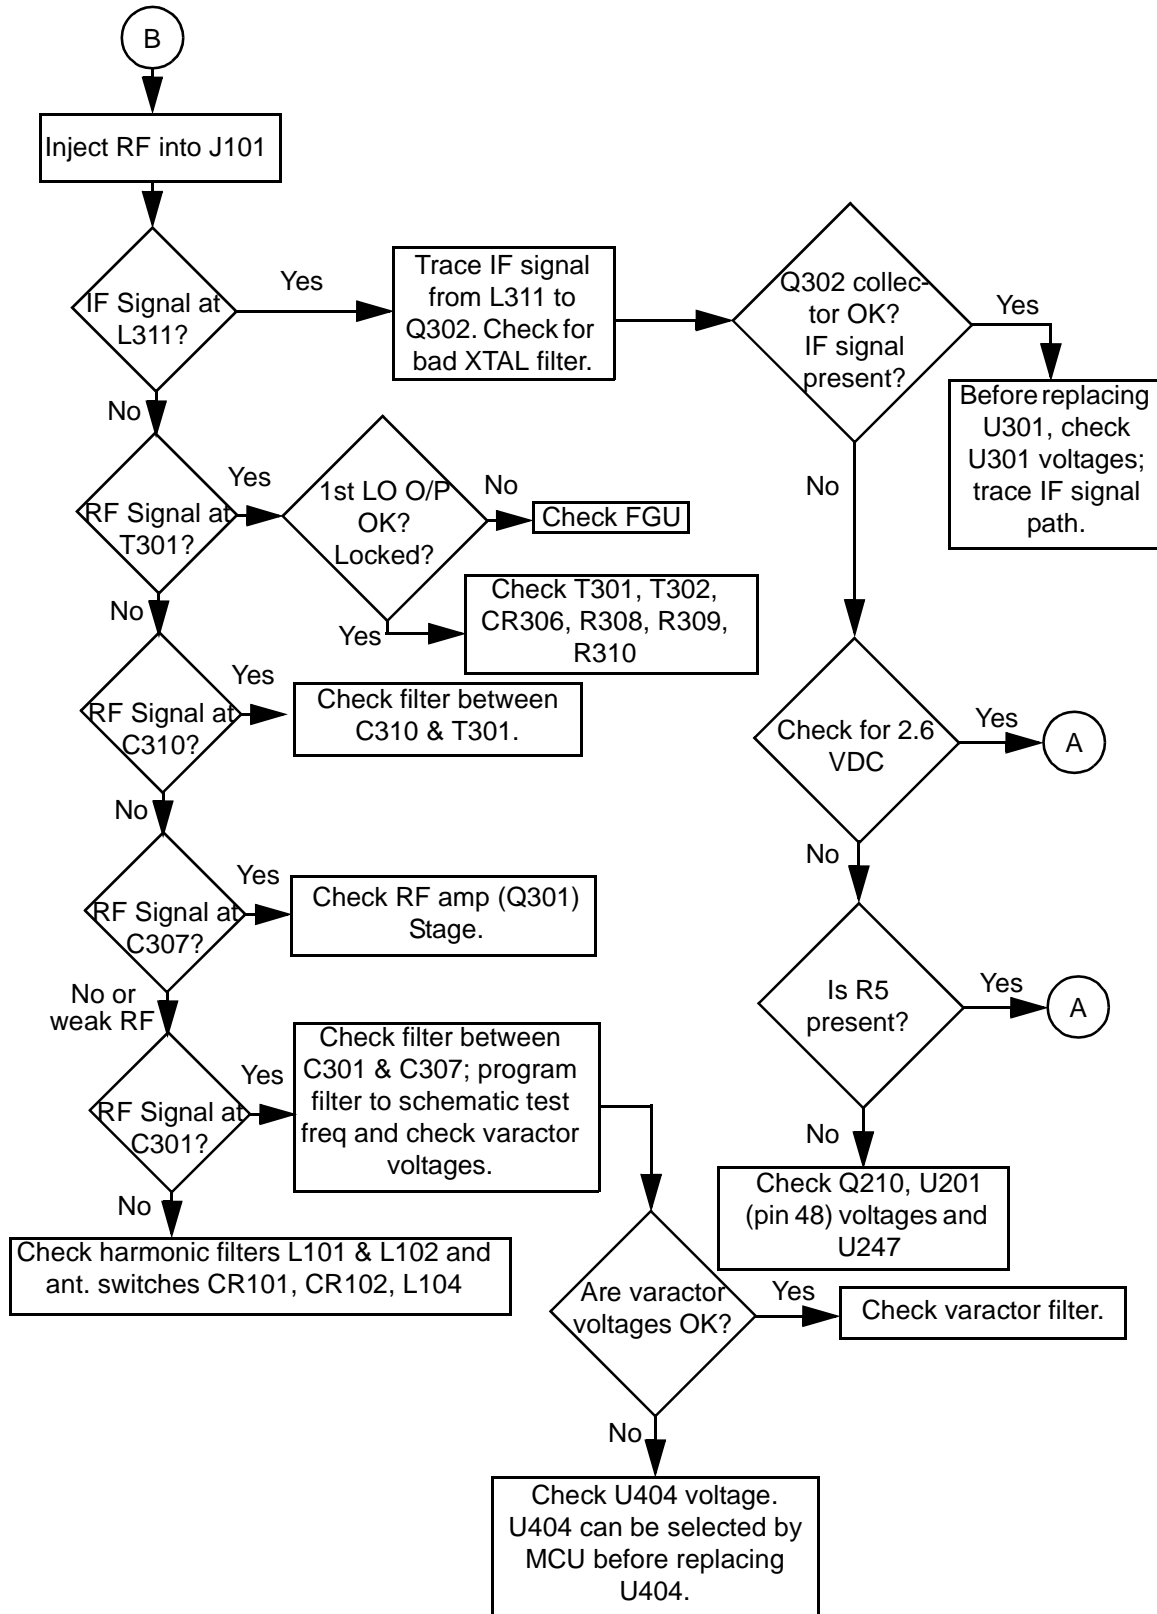 B
Inject RF into J101
IF Signal at
L311?
Yes
Trace IF signal
from L311 to
Q302. Check for
bad XTAL filter.
Q302 collec-
tor OK?
IF signal
present?
Yes
Before replacing
U301, check
U301 voltages;
trace IF signal
path.
No
No
RF Signal at
T301?
Yes
1st LO O/P
OK?
Locked?
No
Check FGU
Yes
Check T301, T302,
CR306, R308, R309,
R310
No
RF Signal at
C310?
Yes
Check filter between
C310 & T301.
Check for 2.6
VDC
Yes
A
No
No
RF Signal at
C307?
Yes
Check RF amp (Q301)
Stage.
Is R5
present?
Yes
A
No or
weak RF
RF Signal at
C301?
Yes
Check filter between
C301 & C307; program
filter to schematic test
freq and check varactor
voltages.
No
Check Q210, U201
(pin 48) voltages and
U247
No
Check harmonic filters L101 & L102 and
ant. switches CR101, CR102, L104
Are varactor
voltages OK?
Yes
Check varactor filter.
No
Check U404 voltage.
U404 can be selected by
MCU before replacing
U404.